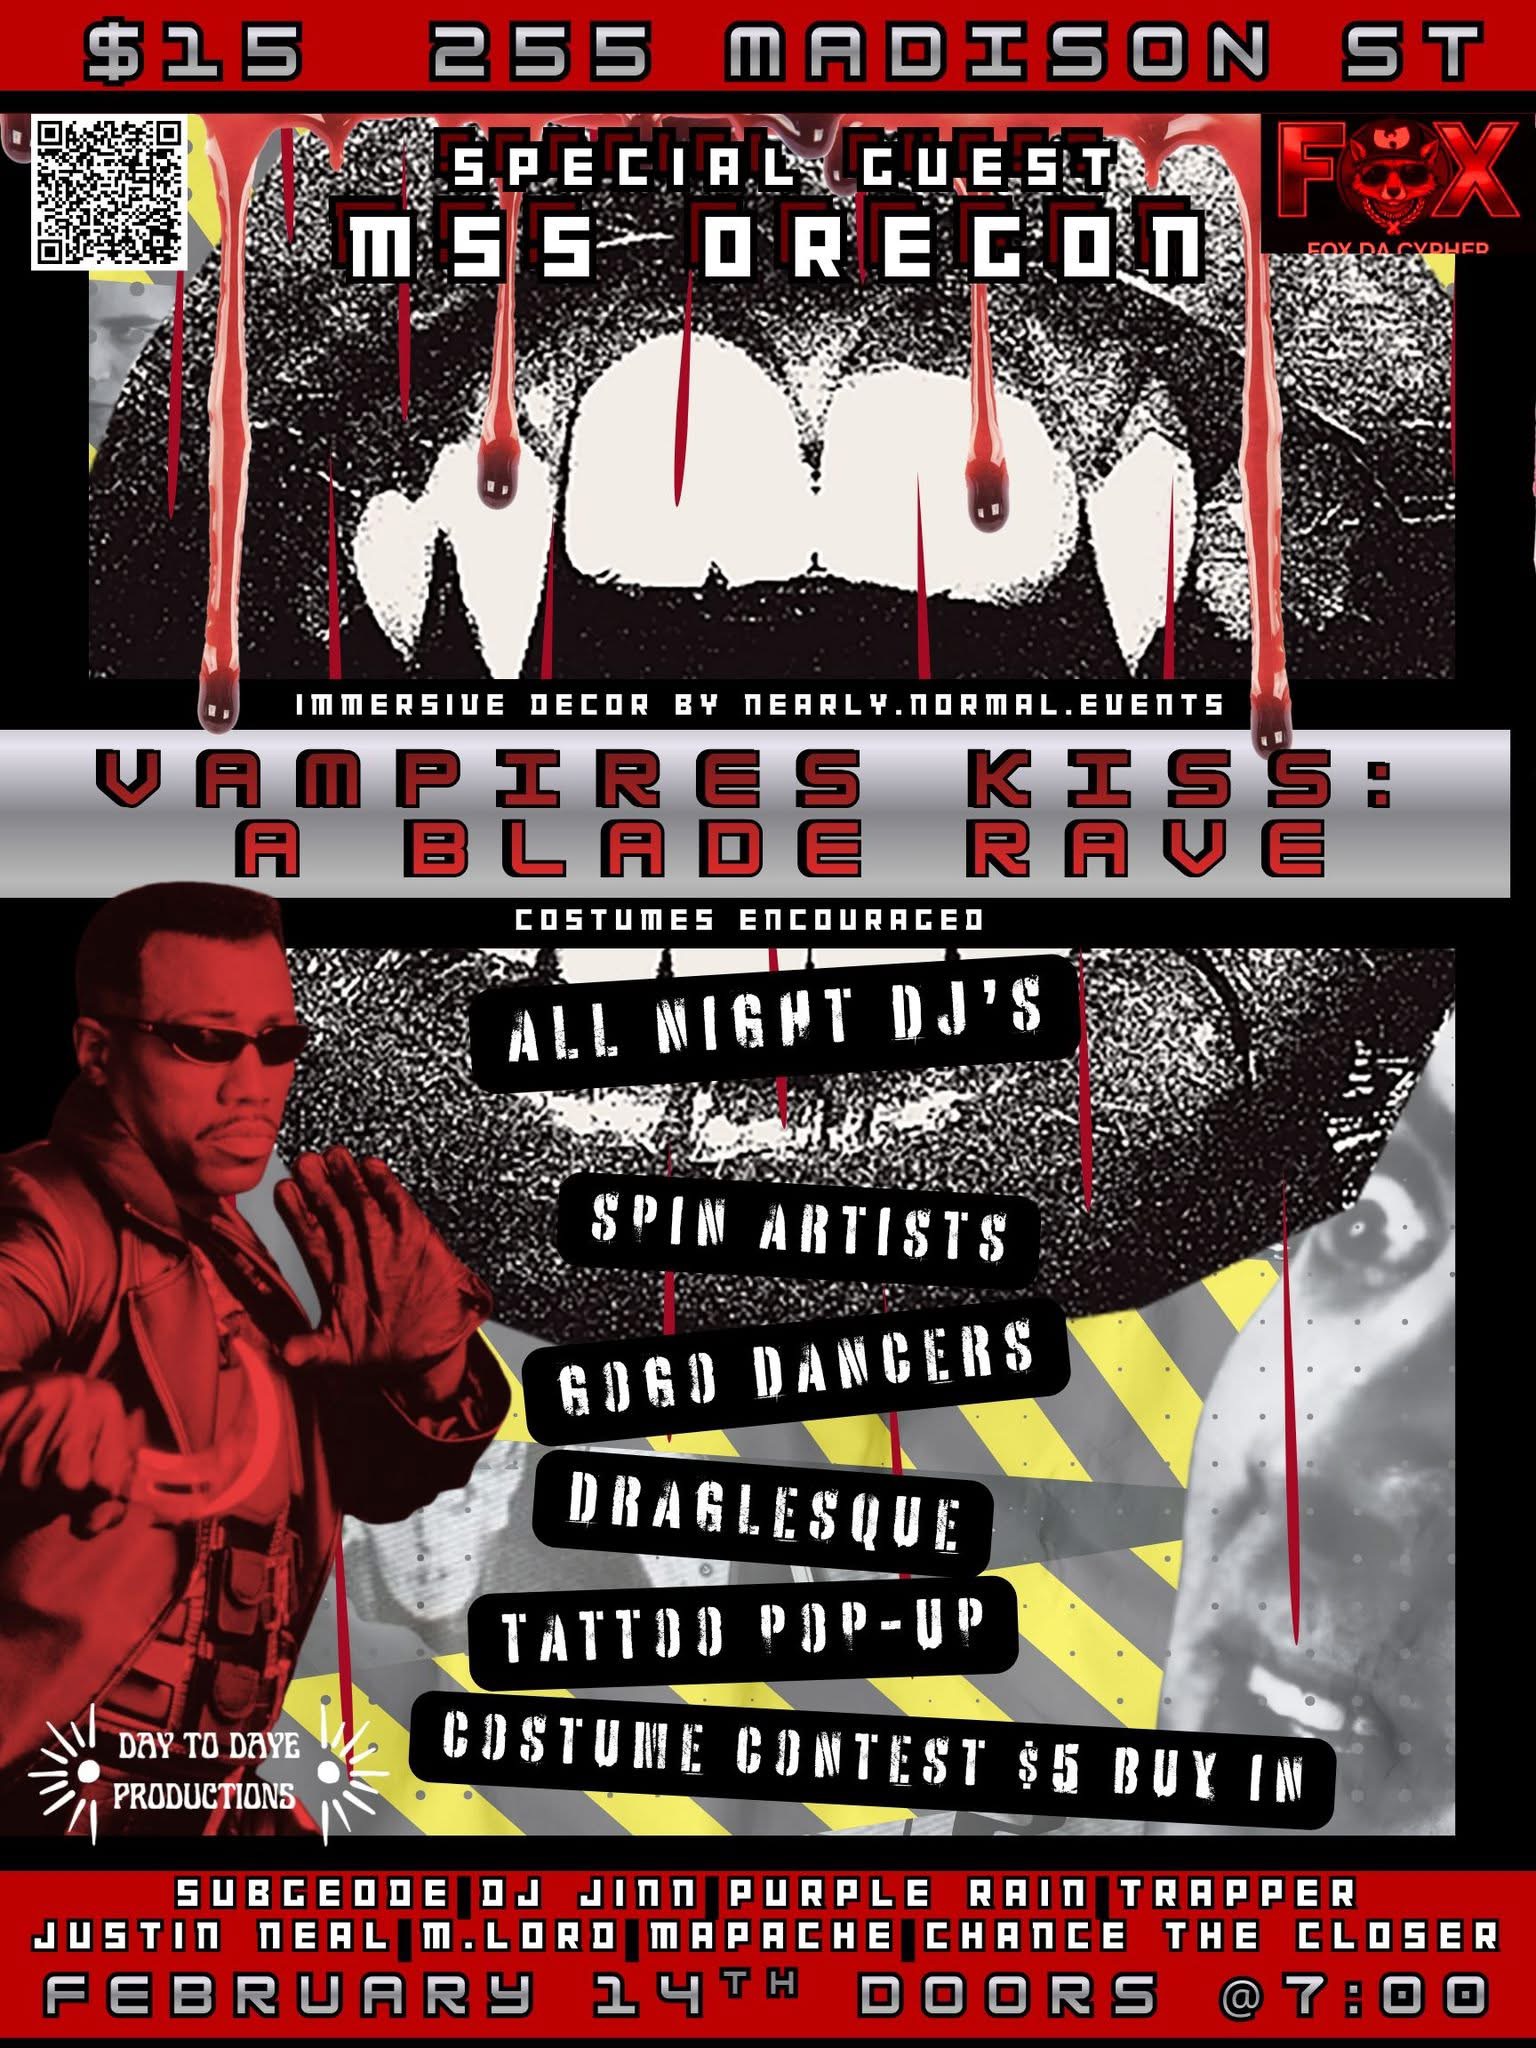 $15 255 MADISON ST
SPECIAL GUEST
MSS OREGON
FOX
FOX DA CYPHER
IMMERSIVE DECOR BY NEARLY.NORMAL.EVENTS
VAMPIRES KISS:
A BLADE RAVE
COSTUMES ENCOURAGED
ALL NIGHT DJ'S
SPIN ARTISTS
GOGO DANCERS
DRAGLESQUE
TATTOO POP-UP
COSTUME CONTEST $5 BUY IN
DAY TO DAYE
PRODUCTIONS
SUBGEODE|DJ JINN|PURPLE RAIN|TRAPPER
JUSTIN NEAL|M.LORD|MAPACHE|CHANCE THE CLOSER
FEBRUARY 14TH DOORS @7:00